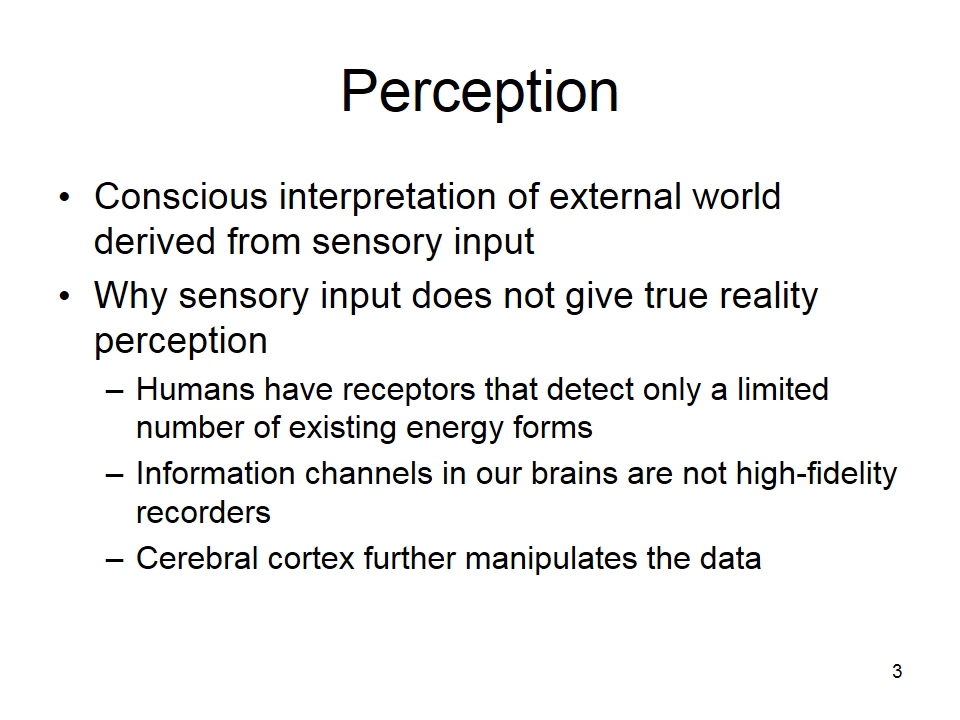 Perception
• Conscious interpretation of external world
derived from sensory input
• Why sensory input does not give true reality
perception
– Humans have receptors that detect only a limited
number of existing energy forms
– Information channels in our brains are not high-fidelity
recorders
– Cerebral cortex further manipulates the data
3